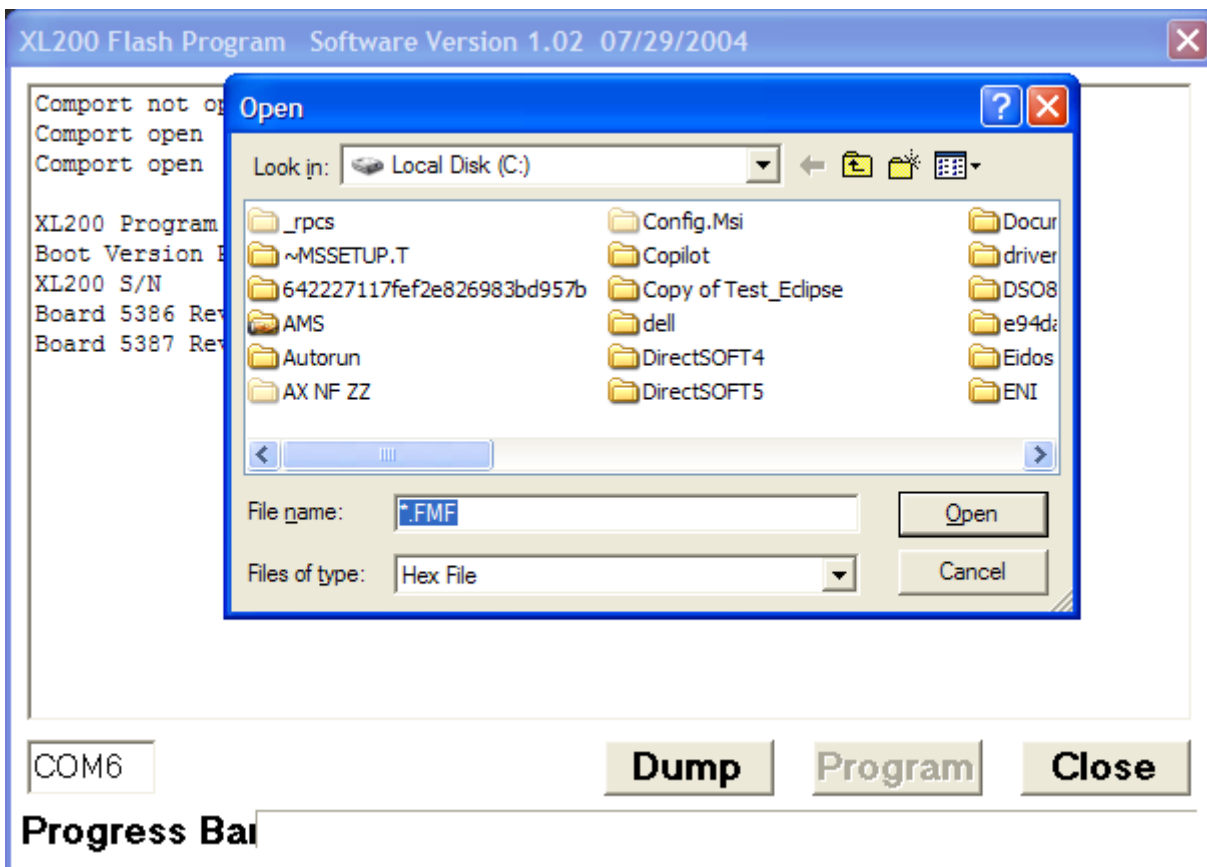 XL200 Flash Program Software Version 1.02 07/29/2004
Comport not
Comport open
Comport open
XL200 Program
Boot Version
XL200 S/N
Board 5386
Board 5387
Open
Look in: Local Disk (C:)
_rpcs
~MSSETUP.T
642227117fef2e826983bd957b
AMS
Autorun
AX NF ZZ
Config.Msi
Copilot
Copy of Test_Eclipse
dell
DirectSOFT4
DirectSOFT5
Docur
driver
DSO8
e94da
Eidos
ENI
File name: *.FMF
Open
Files of type: Hex File
Cancel
COM6
Dump
Program
Close
Progress Bar